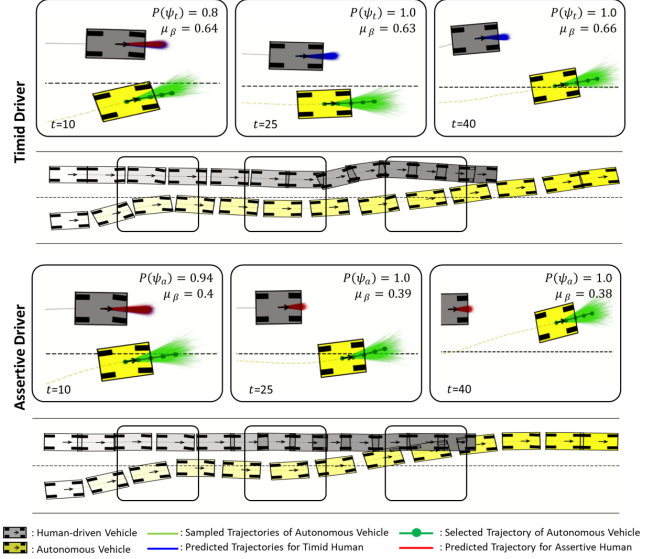 Timid Driver
P(ψₜ) = 0.8
μᵦ = 0.64
t=10
P(ψₜ) = 1.0
μᵦ = 0.63
t=25
P(ψₜ) = 1.0
μᵦ = 0.66
t=40
Assertive Driver
P(ψₐ) = 0.94
μᵦ = 0.4
t=10
P(ψₐ) = 1.0
μᵦ = 0.39
t=25
P(ψₐ) = 1.0
μᵦ = 0.38
t=40
: Human-driven Vehicle
: Sampled Trajectories of Autonomous Vehicle
: Selected Trajectory of Autonomous Vehicle
: Autonomous Vehicle
: Predicted Trajectories for Timid Human
: Predicted Trajectory for Assertive Human